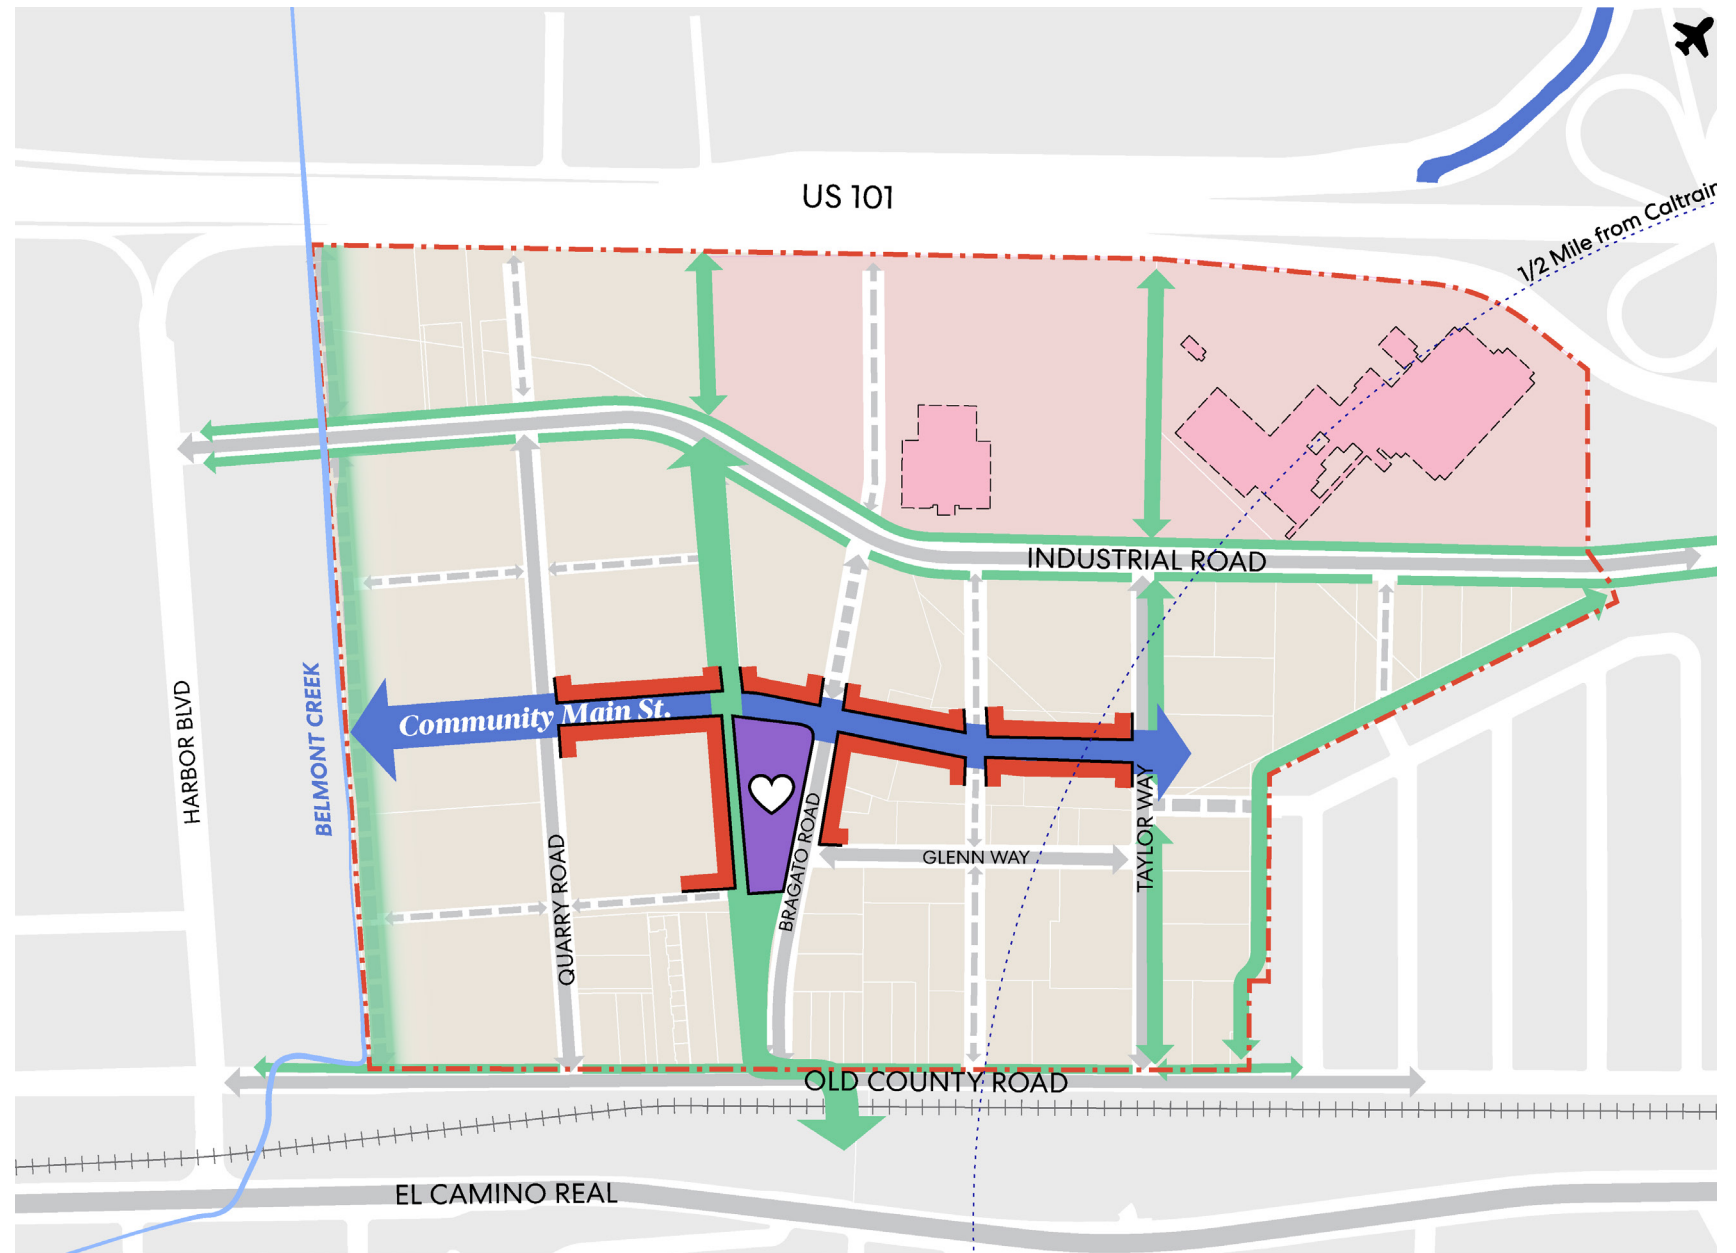 US 101
1/2 Mile from Caltrain
INDUSTRIAL ROAD
HARBOR BLVD
BELMONT CREEK
Community Main St.
QUARRY ROAD
BRAGATO ROAD
GLENN WAY
TAYLOR WAY
OLD COUNTY ROAD
EL CAMINO REAL